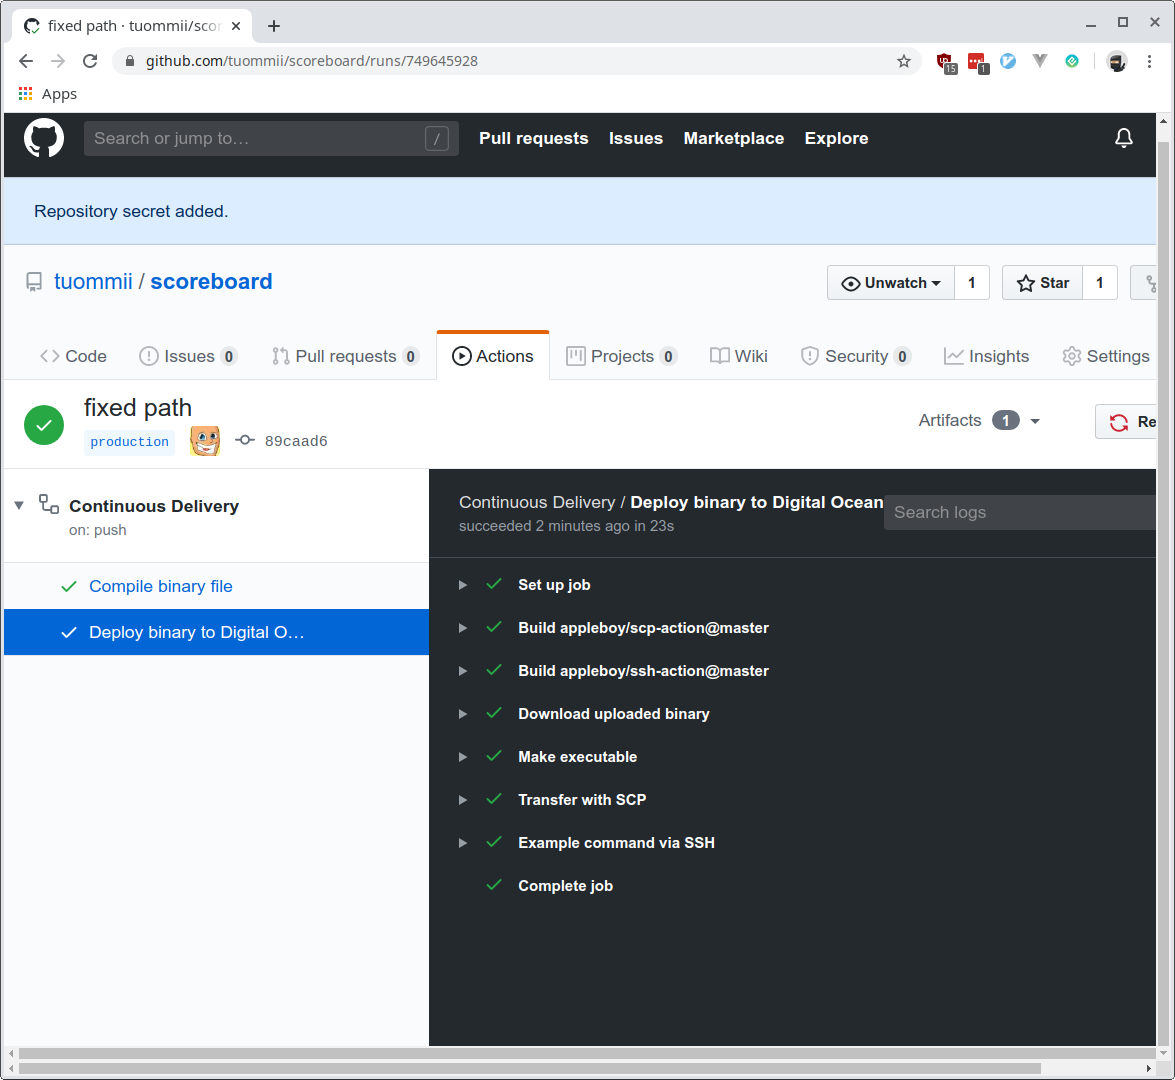 fixed path · tuommii/scor
github.com/tuommii/scoreboard/runs/749645928
15
1
Apps
Search or jump to…
/
Pull requests
Issues
Marketplace
Explore
Repository secret added.
tuommii / scoreboard
Unwatch
1
Star
1
Code
Issues 0
Pull requests 0
Actions
Projects 0
Wiki
Security 0
Insights
Settings
fixed path
production
89caad6
Artifacts 1
Re
Continuous Delivery
on: push
Compile binary file
Deploy binary to Digital O…
Continuous Delivery / Deploy binary to Digital Ocean
succeeded 2 minutes ago in 23s
Search logs
Set up job
Build appleboy/scp-action@master
Build appleboy/ssh-action@master
Download uploaded binary
Make executable
Transfer with SCP
Example command via SSH
Complete job